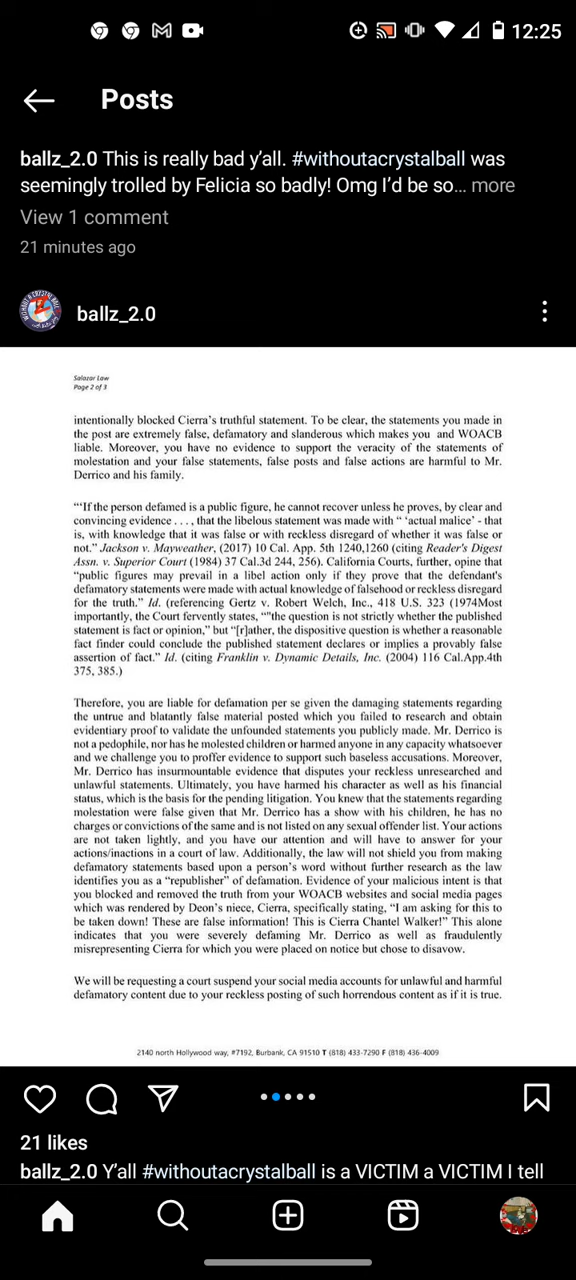 12:25
Posts
ballz_2.0 This is really bad y'all. #withoutacrystalball was
seemingly trolled by Felicia so badly! Omg I'd be so... more
View 1 comment
21 minutes ago
ballz_2.0
Salazar Law
Page 2 of 3
intentionally blocked Cierra's truthful statement. To be clear, the statements you made in
the post are extremely false, defamatory and slanderous which makes you and WOACB
liable. Moreover, you have no evidence to support the veracity of the statements of
molestation and your false statements, false posts and false actions are harmful to Mr.
Derrico and his family.
"'If the person defamed is a public figure, he cannot recover unless he proves, by clear and
convincing evidence . . . , that the libelous statement was made with " 'actual malice' - that
is, with knowledge that it was false or with reckless disregard of whether it was false or
not." Jackson v. Mayweather, (2017) 10 Cal. App. 5th 1240,1260 (citing Reader's Digest
Assn. v. Superior Court (1984) 37 Cal.3d 244, 256). California Courts, further, opine that
"public figures may prevail in a libel action only if they prove that the defendant's
defamatory statements were made with actual knowledge of falsehood or reckless disregard
for the truth." Id. (referencing Gertz v. Robert Welch, Inc., 418 U.S. 323 (1974Most
importantly, the Court fervently states, ""the question is not strictly whether the published
statement is fact or opinion," but "[r]ather, the dispositive question is whether a reasonable
fact finder could conclude the published statement declares or implies a provably false
assertion of fact." Id. (citing Franklin v. Dynamic Details, Inc. (2004) 116 Cal.App.4th
375, 385.)
Therefore, you are liable for defamation per se given the damaging statements regarding
the untrue and blatantly false material posted which you failed to research and obtain
evidentiary proof to validate the unfounded statements you publicly made. Mr. Derrico is
not a pedophile, nor has he molested children or harmed anyone in any capacity whatsoever
and we challenge you to proffer evidence to support such baseless accusations. Moreover,
Mr. Derrico has insurmountable evidence that disputes your reckless unresearched and
unlawful statements. Ultimately, you have harmed his character as well as his financial
status, which is the basis for the pending litigation. You knew that the statements regarding
molestation were false given that Mr. Derrico has a show with his children, he has no
charges or convictions of the same and is not listed on any sexual offender list. Your actions
are not taken lightly, and you have our attention and will have to answer for your
actions/inactions in a court of law. Additionally, the law will not shield you from making
defamatory statements based upon a person's word without further research as the law
identifies you as a "republisher" of defamation. Evidence of your malicious intent is that
you blocked and removed the truth from your WOACB websites and social media pages
which was rendered by Deon's niece, Cierra, specifically stating, "I am asking for this to
be taken down! These are false information! This is Cierra Chantel Walker!" This alone
indicates that you were severely defaming Mr. Derrico as well as fraudulently
misrepresenting Cierra for which you were placed on notice but chose to disavow.
We will be requesting a court suspend your social media accounts for unlawful and harmful
defamatory content due to your reckless posting of such horrendous content as if it is true.
2140 north Hollywood way, #7192, Burbank, CA 91510 T (818) 433-7290 F (818) 436-4009
21 likes
ballz_2.0 Y'all #withoutacrystalball is a VICTIM a VICTIM I tell